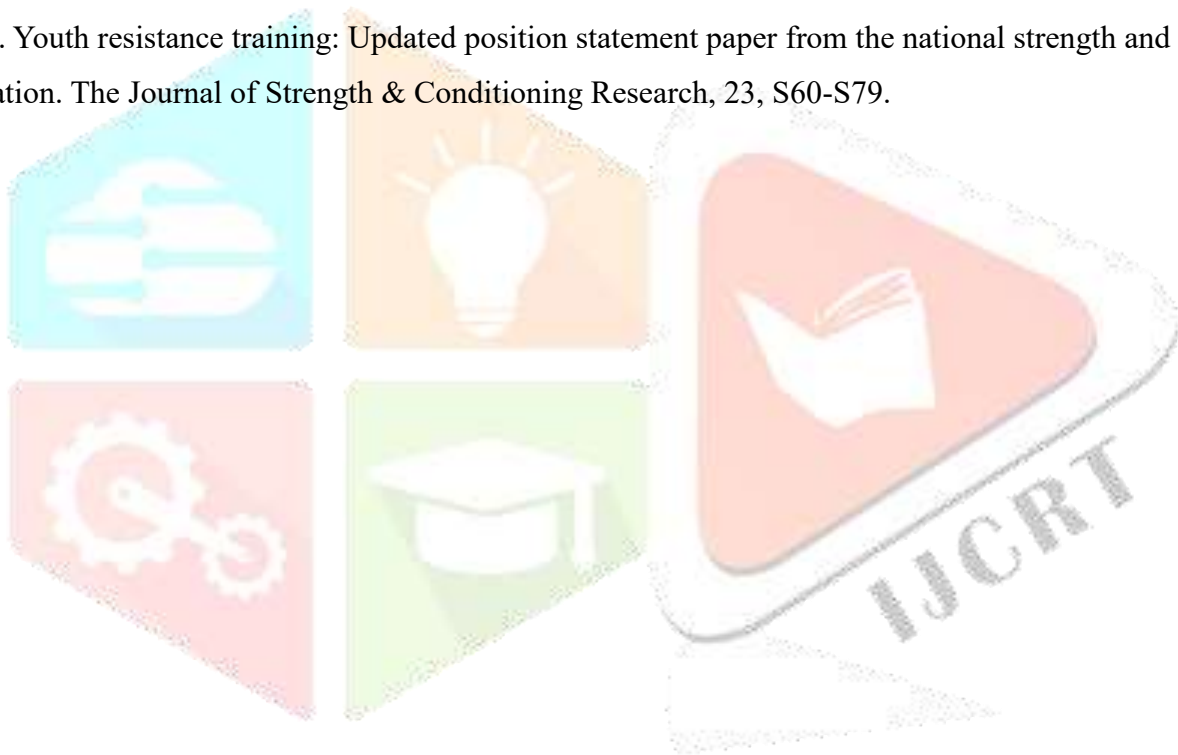 . Youth resistance training: Updated position statement paper from the national strength and
ation. The Journal of Strength & Conditioning Research, 23, S60-S79.
IJCRT